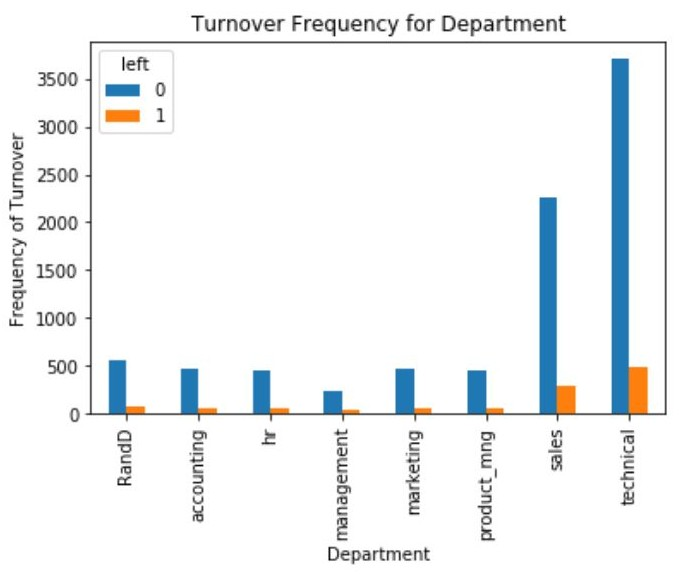 Turnover Frequency for Department
left
0
1
Frequency of Turnover
3500
3000
2500
2000
1500
1000
500
0
RandD
accounting
hr
management
marketing
product_mng
sales
technical
Department